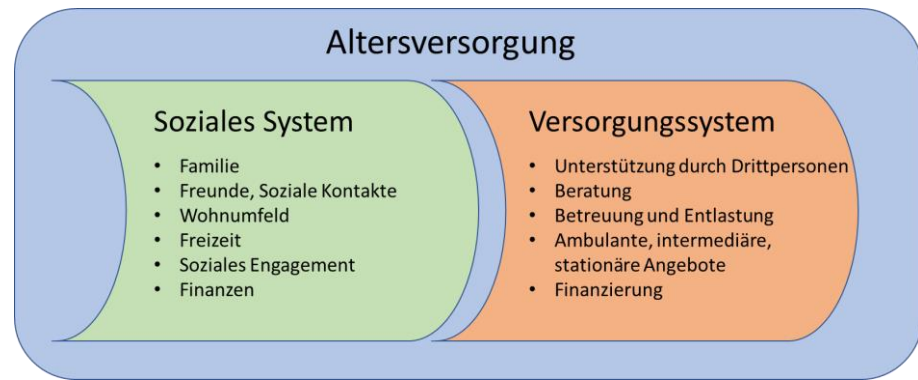 Altersversorgung
Soziales System
• Familie
• Freunde, Soziale Kontakte
• Wohnumfeld
• Freizeit
• Soziales Engagement
• Finanzen
Versorgungssystem
• Unterstützung durch Drittpersonen
• Beratung
• Betreuung und Entlastung
• Ambulante, intermediäre,
stationäre Angebote
• Finanzierung